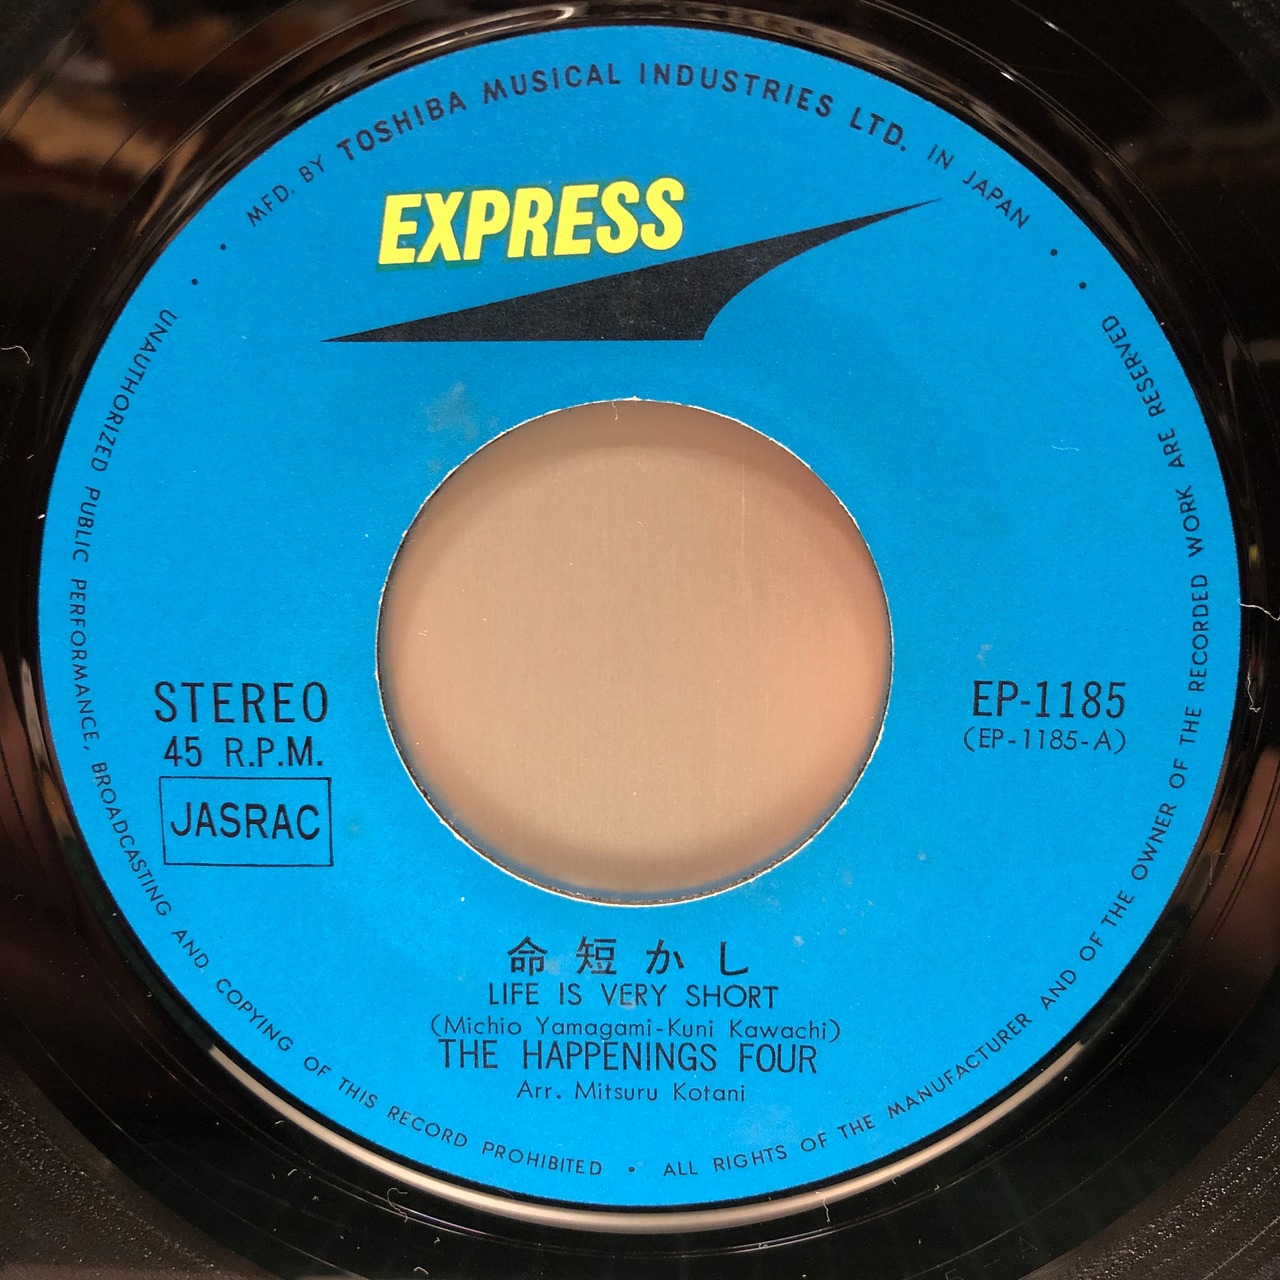 MFD. BY TOSHIBA MUSICAL INDUSTRIES LTD. IN JAPAN
EXPRESS
STEREO
45 R.P.M.
JASRAC
EP-1185
(EP-1185-A)
命短かし
LIFE IS VERY SHORT
(Michio Yamagami-Kuni Kawachi)
THE HAPPENINGS FOUR
Arr. Mitsuru Kotani
UNAUTHORIZED PUBLIC PERFORMANCE, BROADCASTING AND COPYING OF THIS RECORD PROHIBITED • ALL RIGHTS OF THE MANUFACTURER AND OF THE OWNER OF THE RECORDED WORK ARE RESERVED